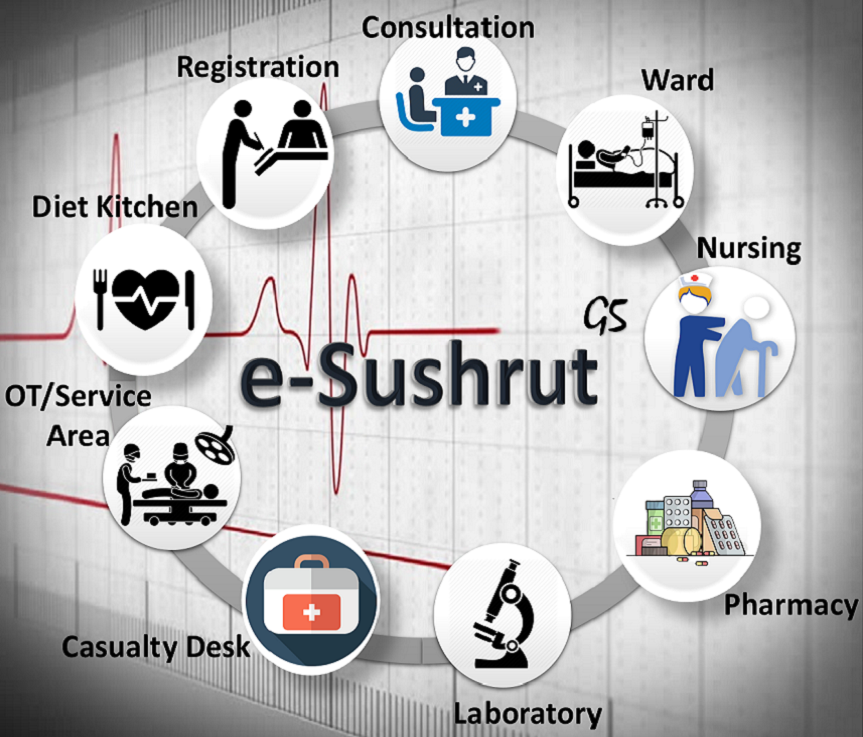 Consultation
Registration
Ward
Diet Kitchen
Nursing
G5
e-Sushrut
OT/Service
Area
Casualty Desk
Pharmacy
Laboratory